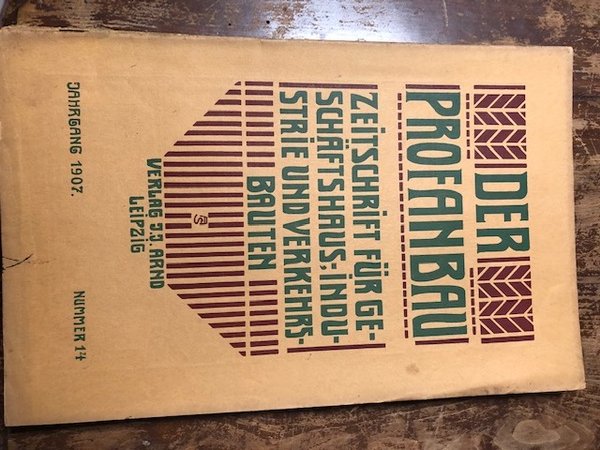 DER
PROFANBAU
ZEITSCHRIFT FÜR GE-
SCHÄFTSHAUS, INDU-
STRIE UND VERKEHRS-
BAUTEN
VERLAG J.J. ARND
LEIPZIG
JAHRGANG 1907.
NUMMER 14